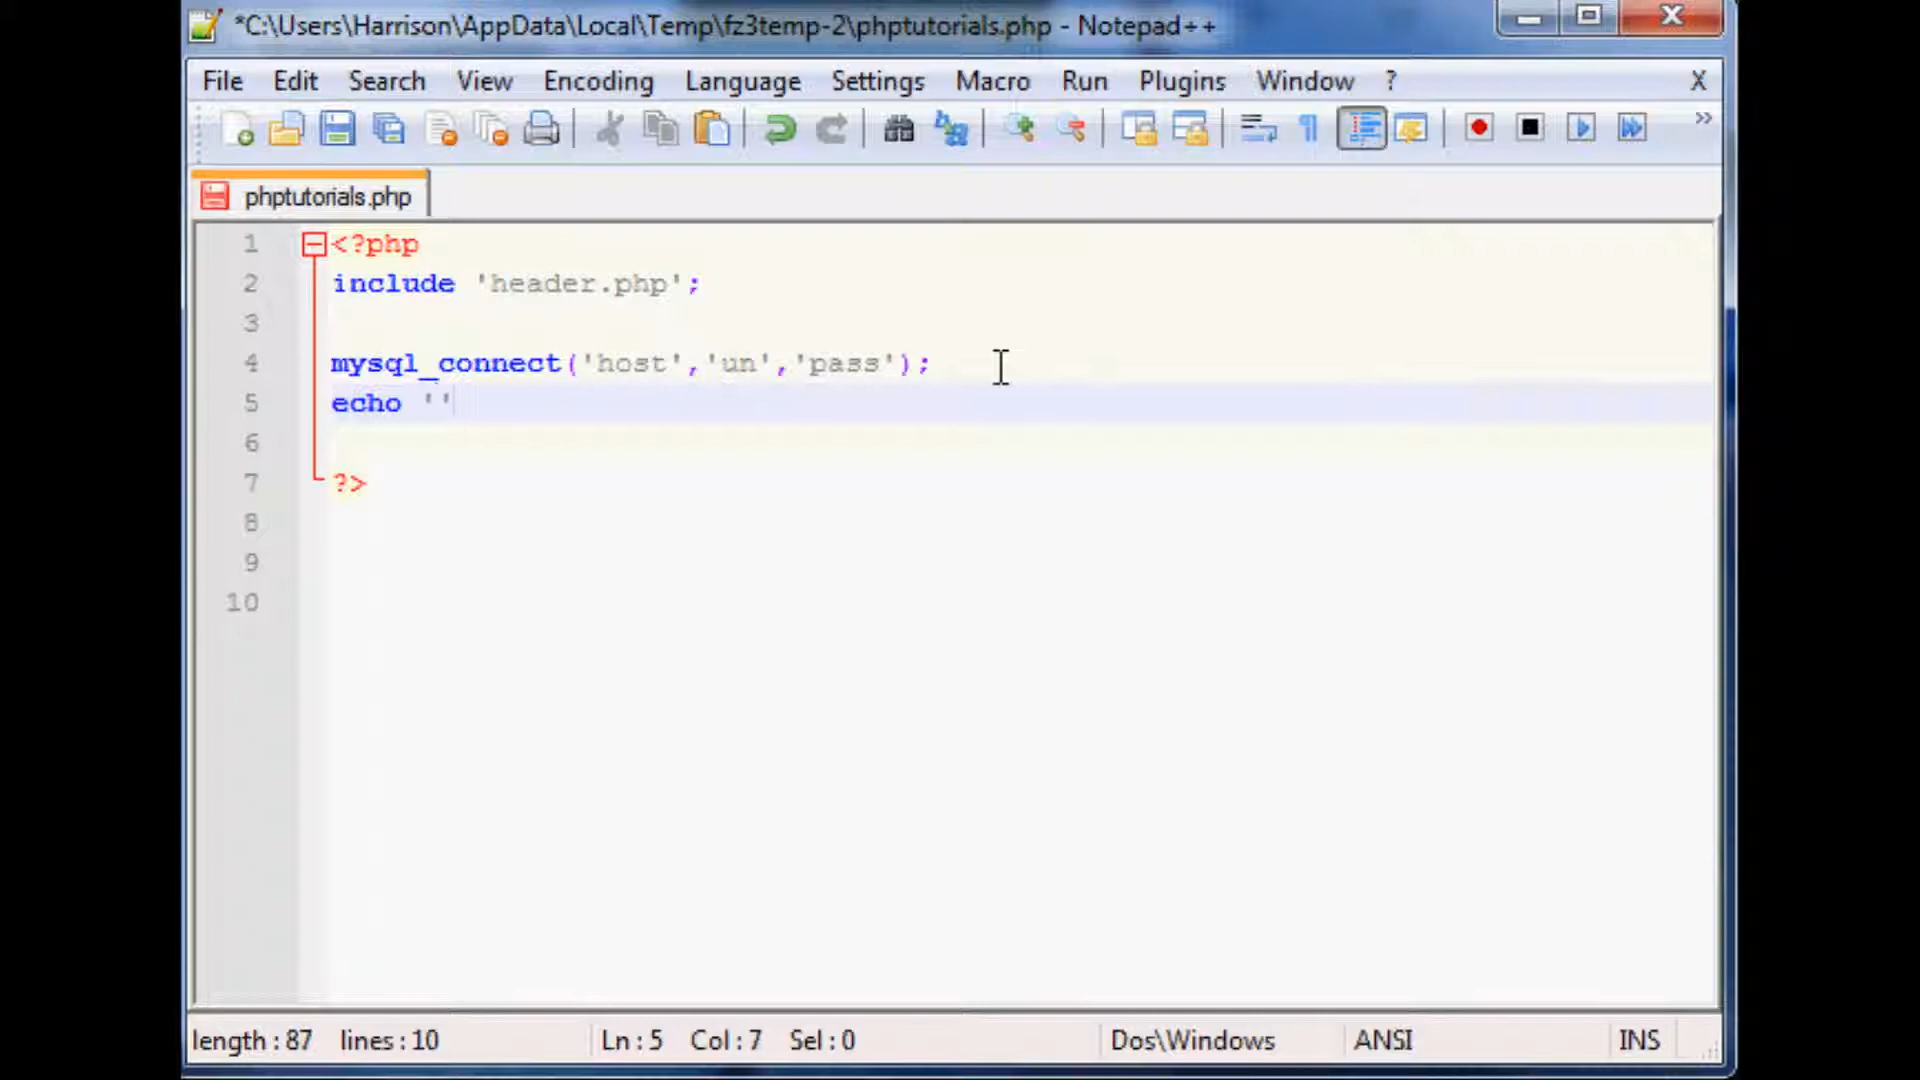 *C:\Users\Harrison\AppData\Local\Temp\fz3temp-2\phptutorials.php - Notepad++
File Edit Search View Encoding Language Settings Macro Run Plugins Window ? X
phptutorials.php
1 <?php
2 include 'header.php';
3
4 mysql_connect('host','un','pass');
5 echo ''
6
7 ?>
8
9
10
length:87 lines:10 Ln:5 Col:7 Sel:0 Dos\Windows ANSI INS